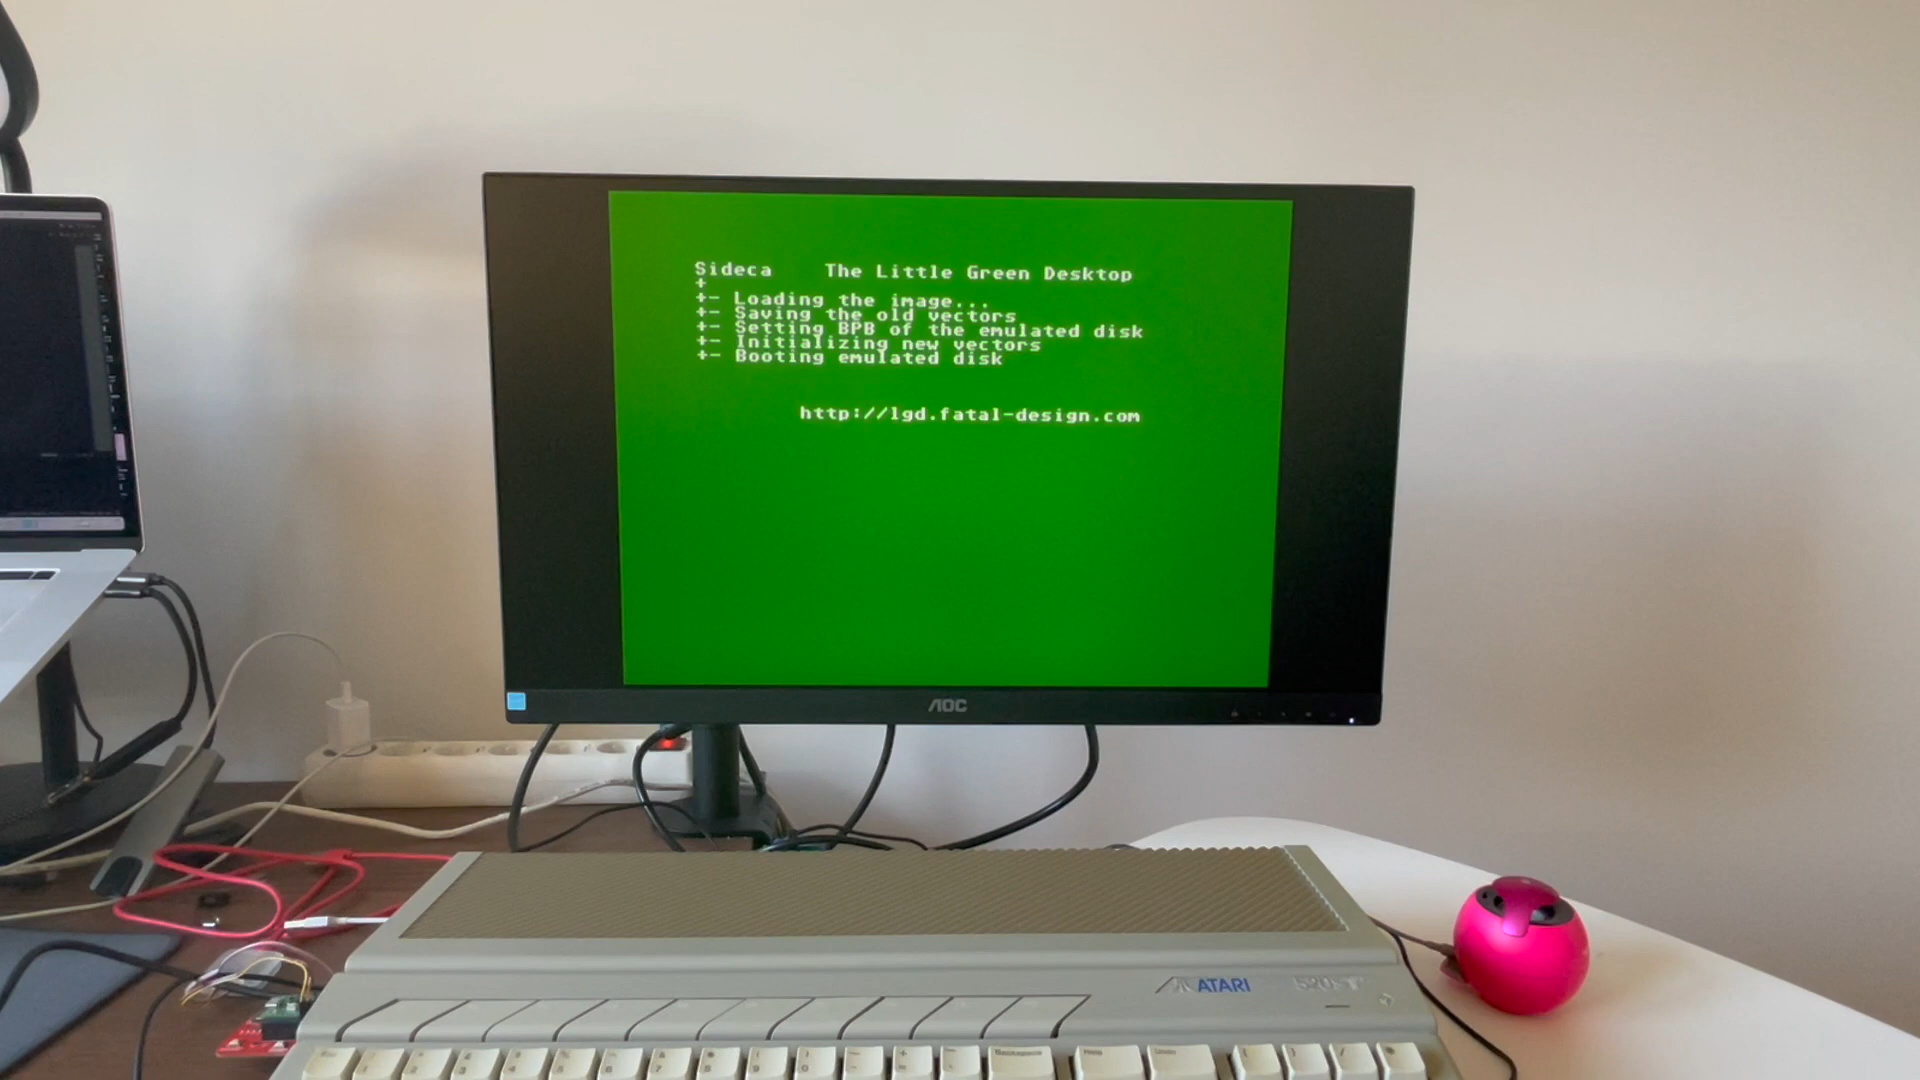 Sideca The Little Green Desktop
+
+- Loading the image...
+- Saving the old vectors
+- Setting BPB of the emulated disk
+- Initializing new vectors
+- Booting emulated disk
http://lgd.fatal-design.com
AOC
ATARI 520ST
Backspace